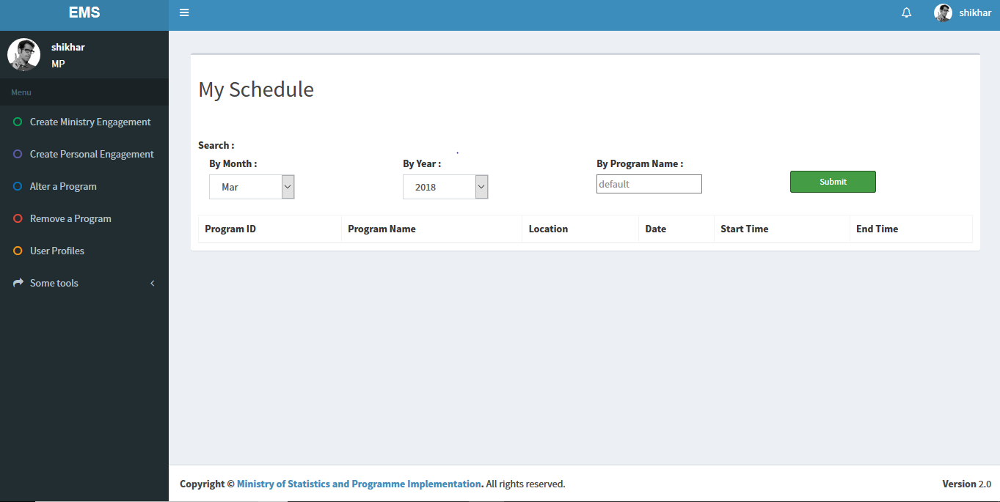 EMS
shikhar
shikhar
MP
Menu
Create Ministry Engagement
Create Personal Engagement
Alter a Program
Remove a Program
User Profiles
Some tools
My Schedule
Search :
By Month : By Year : By Program Name :
Mar 2018 default Submit
Program ID Program Name Location Date Start Time End Time
Copyright © Ministry of Statistics and Programme Implementation. All rights reserved. Version 2.0